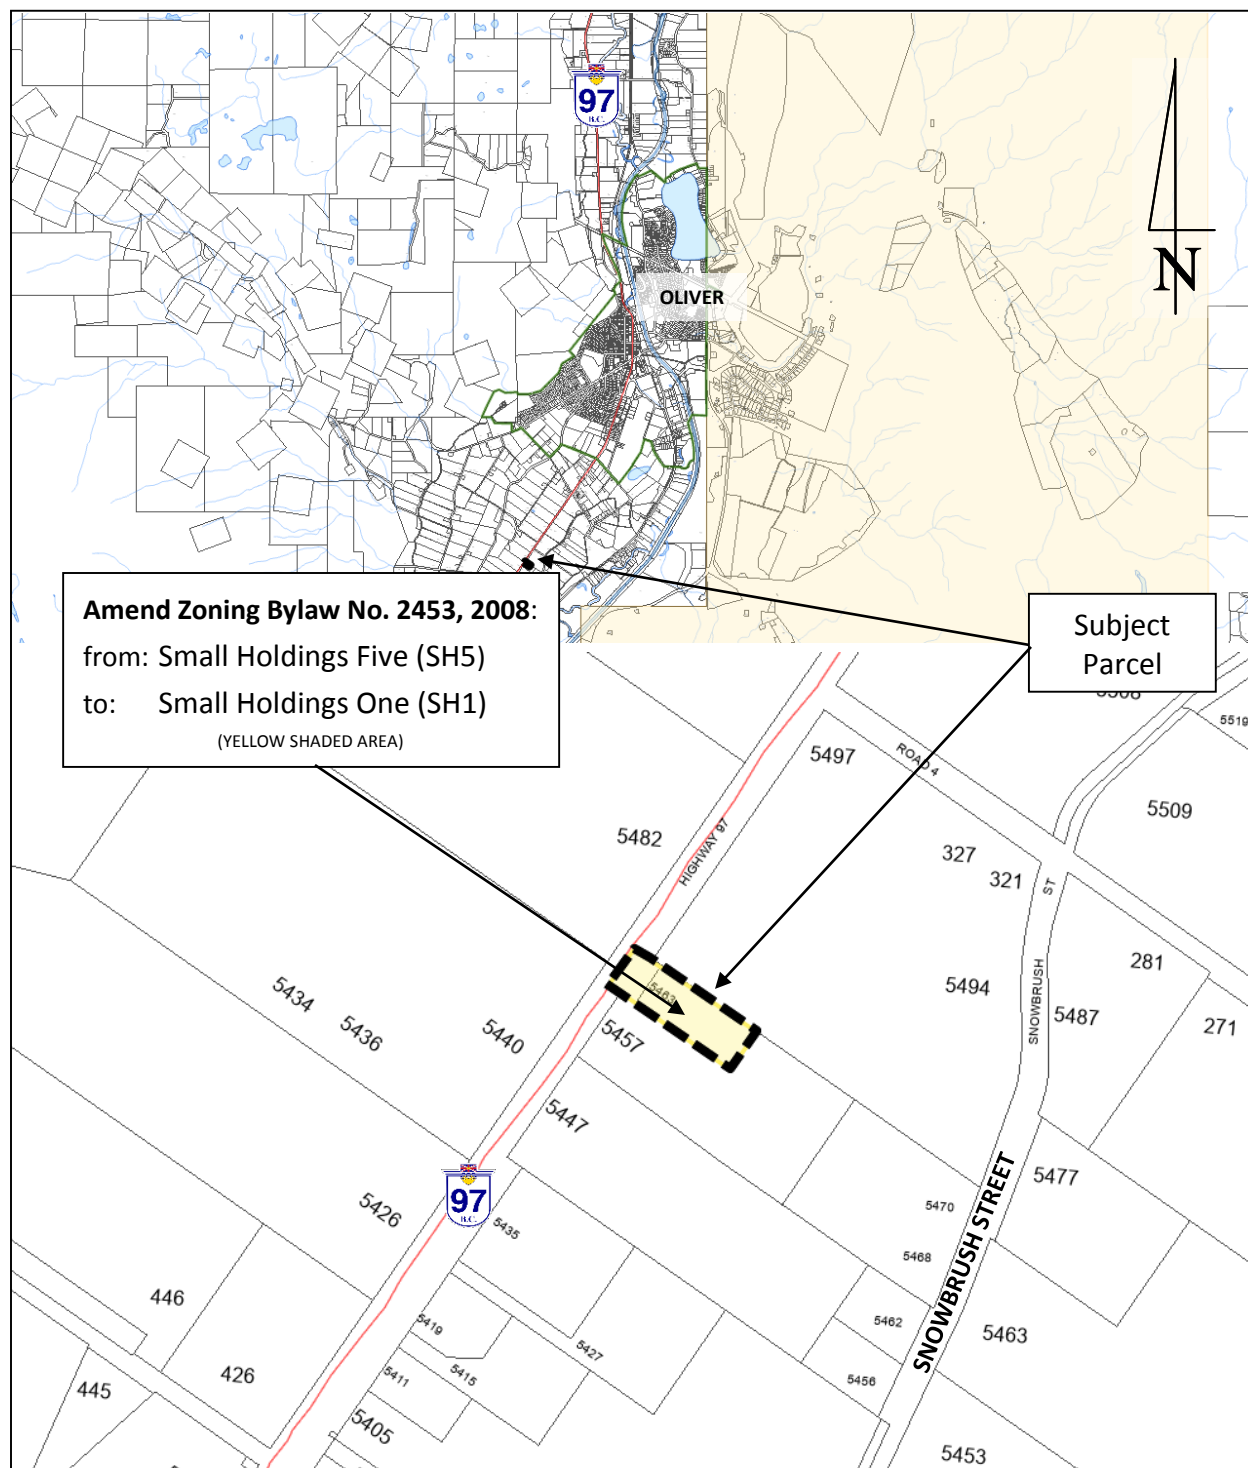 97
B.C.
OLIVER
N
Amend Zoning Bylaw No. 2453, 2008:
from: Small Holdings Five (SH5)
to: Small Holdings One (SH1)
(YELLOW SHADED AREA)
Subject
Parcel
5519
5497
ROAD 4
5509
5482
HIGHWAY 97
327
321
ST
281
5494
SNOWBRUSH
5487
271
5463
5457
5434
5436
5440
5447
5477
97
B.C.
5426
5435
5470
5468
SNOWBRUSH STREET
446
5419
5427
5462
5463
426
5415
5411
5456
445
5405
5453